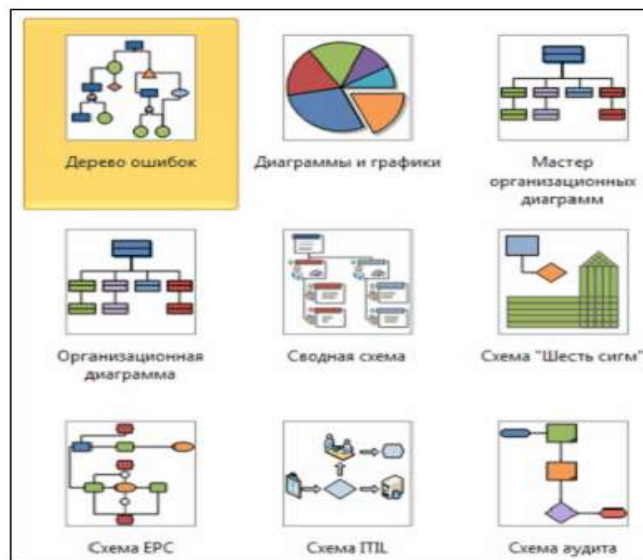 Дерево ошибок
Диаграммы и графики
Мастер
организационных
диаграмм
Организационная
диаграмма
Сводная схема
Схема "Шесть сигм"
Схема EPC
Схема ITIL
Схема аудита